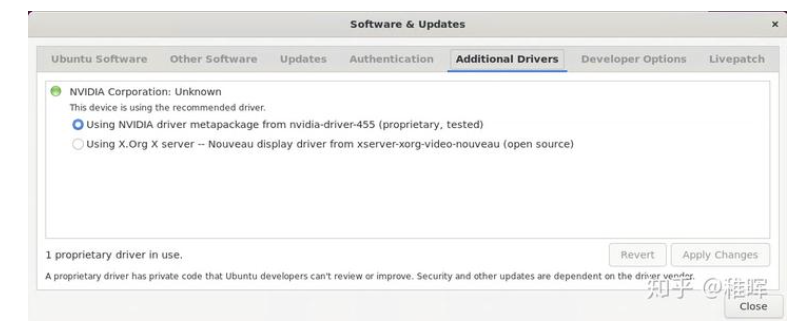 Software & Updates
×
Ubuntu Software Other Software Updates Authentication Additional Drivers Developer Options Livepatch
NVIDIA Corporation: Unknown
This device is using the recommended driver.
Using NVIDIA driver metapackage from nvidia-driver-455 (proprietary, tested)
Using X.Org X server -- Nouveau display driver from xserver-xorg-video-nouveau (open source)
1 proprietary driver in use.
Revert Apply Changes
A proprietary driver has private code that Ubuntu developers can't review or improve. Security and other updates are dependent on the driver vendor.
知乎 @稚晖
Close